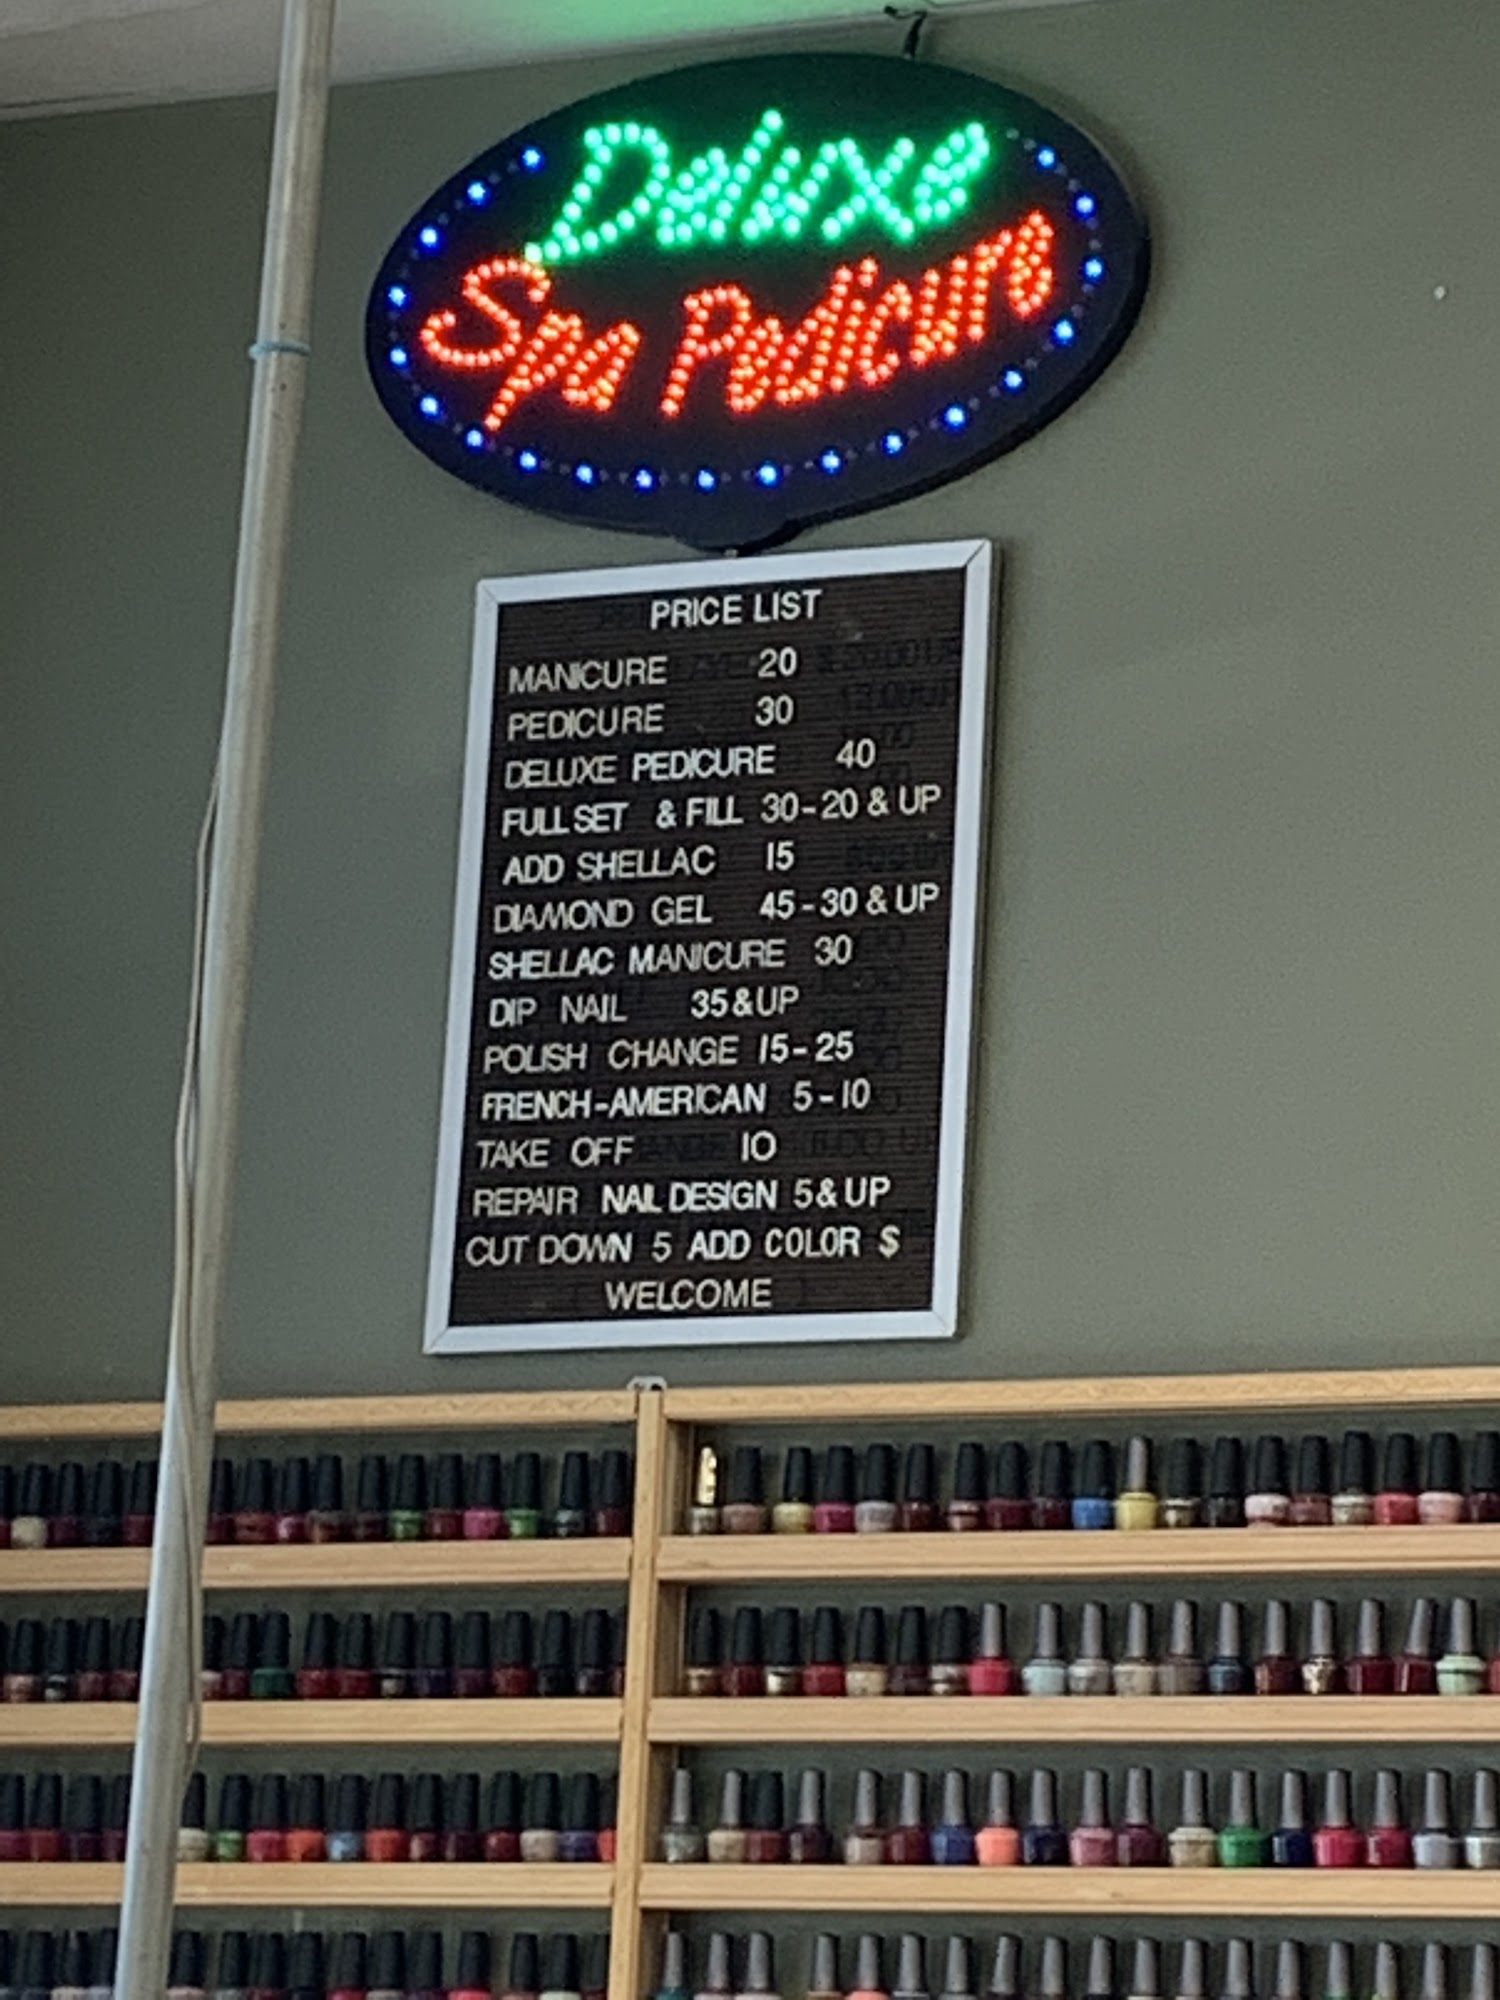 Deluxe
Spa Pedicure
PRICE LIST
MANICURE 20
PEDICURE 30
DELUXE PEDICURE 40
FULL SET & FILL 30-20 & UP
ADD SHELLAC 15
DIAMOND GEL 45-30 & UP
SHELLAC MANICURE 30
DIP NAIL 35&UP
POLISH CHANGE 15-25
FRENCH-AMERICAN 5-10
TAKE OFF 10
REPAIR NAIL DESIGN 5& UP
CUT DOWN 5 ADD COLOR $
WELCOME